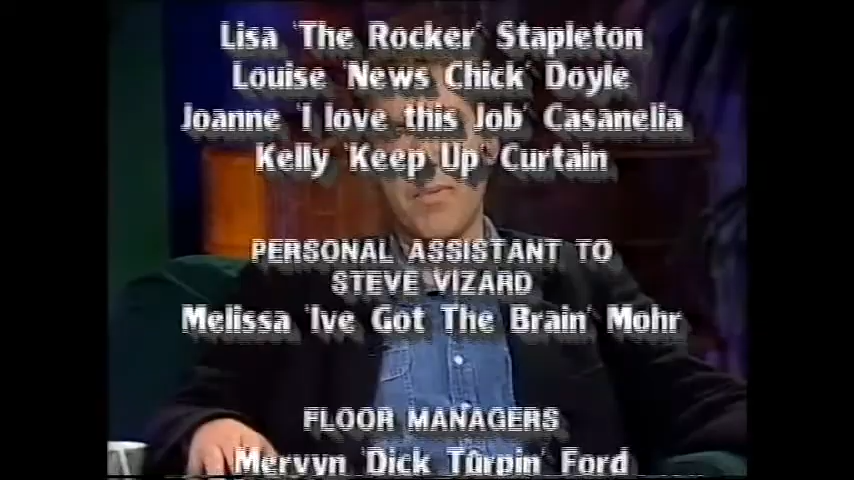 Lisa 'The Rocker' Stapleton
Louise 'News Chick' Doyle
Joanne 'I love this Job' Casanelia
Kelly 'Keep Up' Curtain
PERSONAL ASSISTANT TO
STEVE VIZARD
Melissa 'Ive Got The Brain' Mohr
FLOOR MANAGERS
Mervyn 'Dick Turpin' Ford